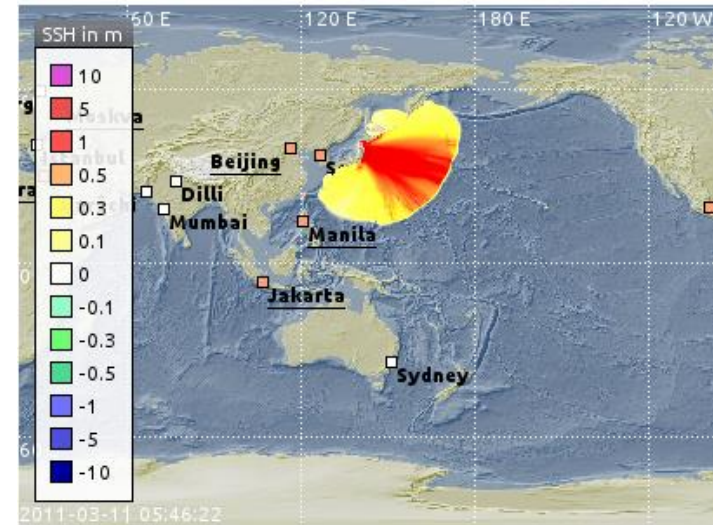 60 E
120 E
180 E
120 W
SSH in m
10
5
1
0.5
0.3
0.1
0
-0.1
-0.3
-0.5
-1
-5
-10
Beijing
Dilli
Mumbai
Manila
Jakarta
Sydney
2011-03-11 05:46:22